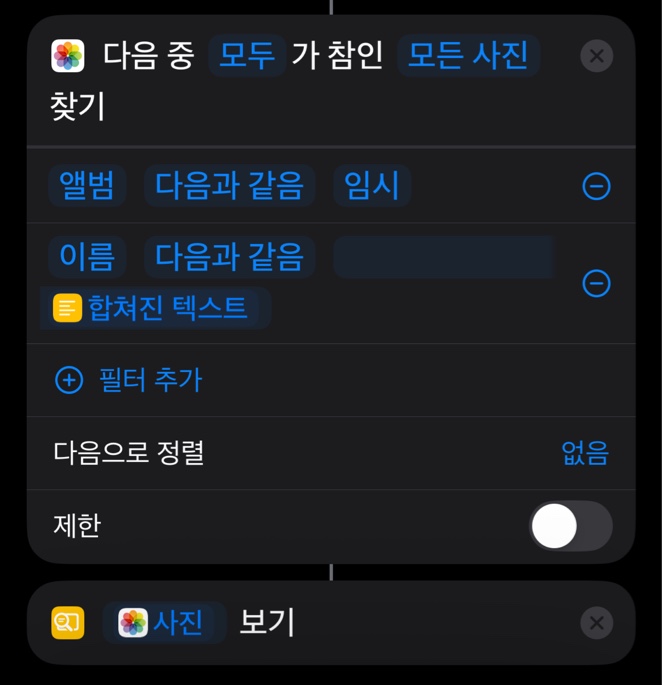 다음 중 모두 가 참인 모든 사진
찾기
앨범 다음과 같음 임시
이름 다음과 같음
합쳐진 텍스트
필터 추가
다음으로 정렬 없음
제한
사진 보기